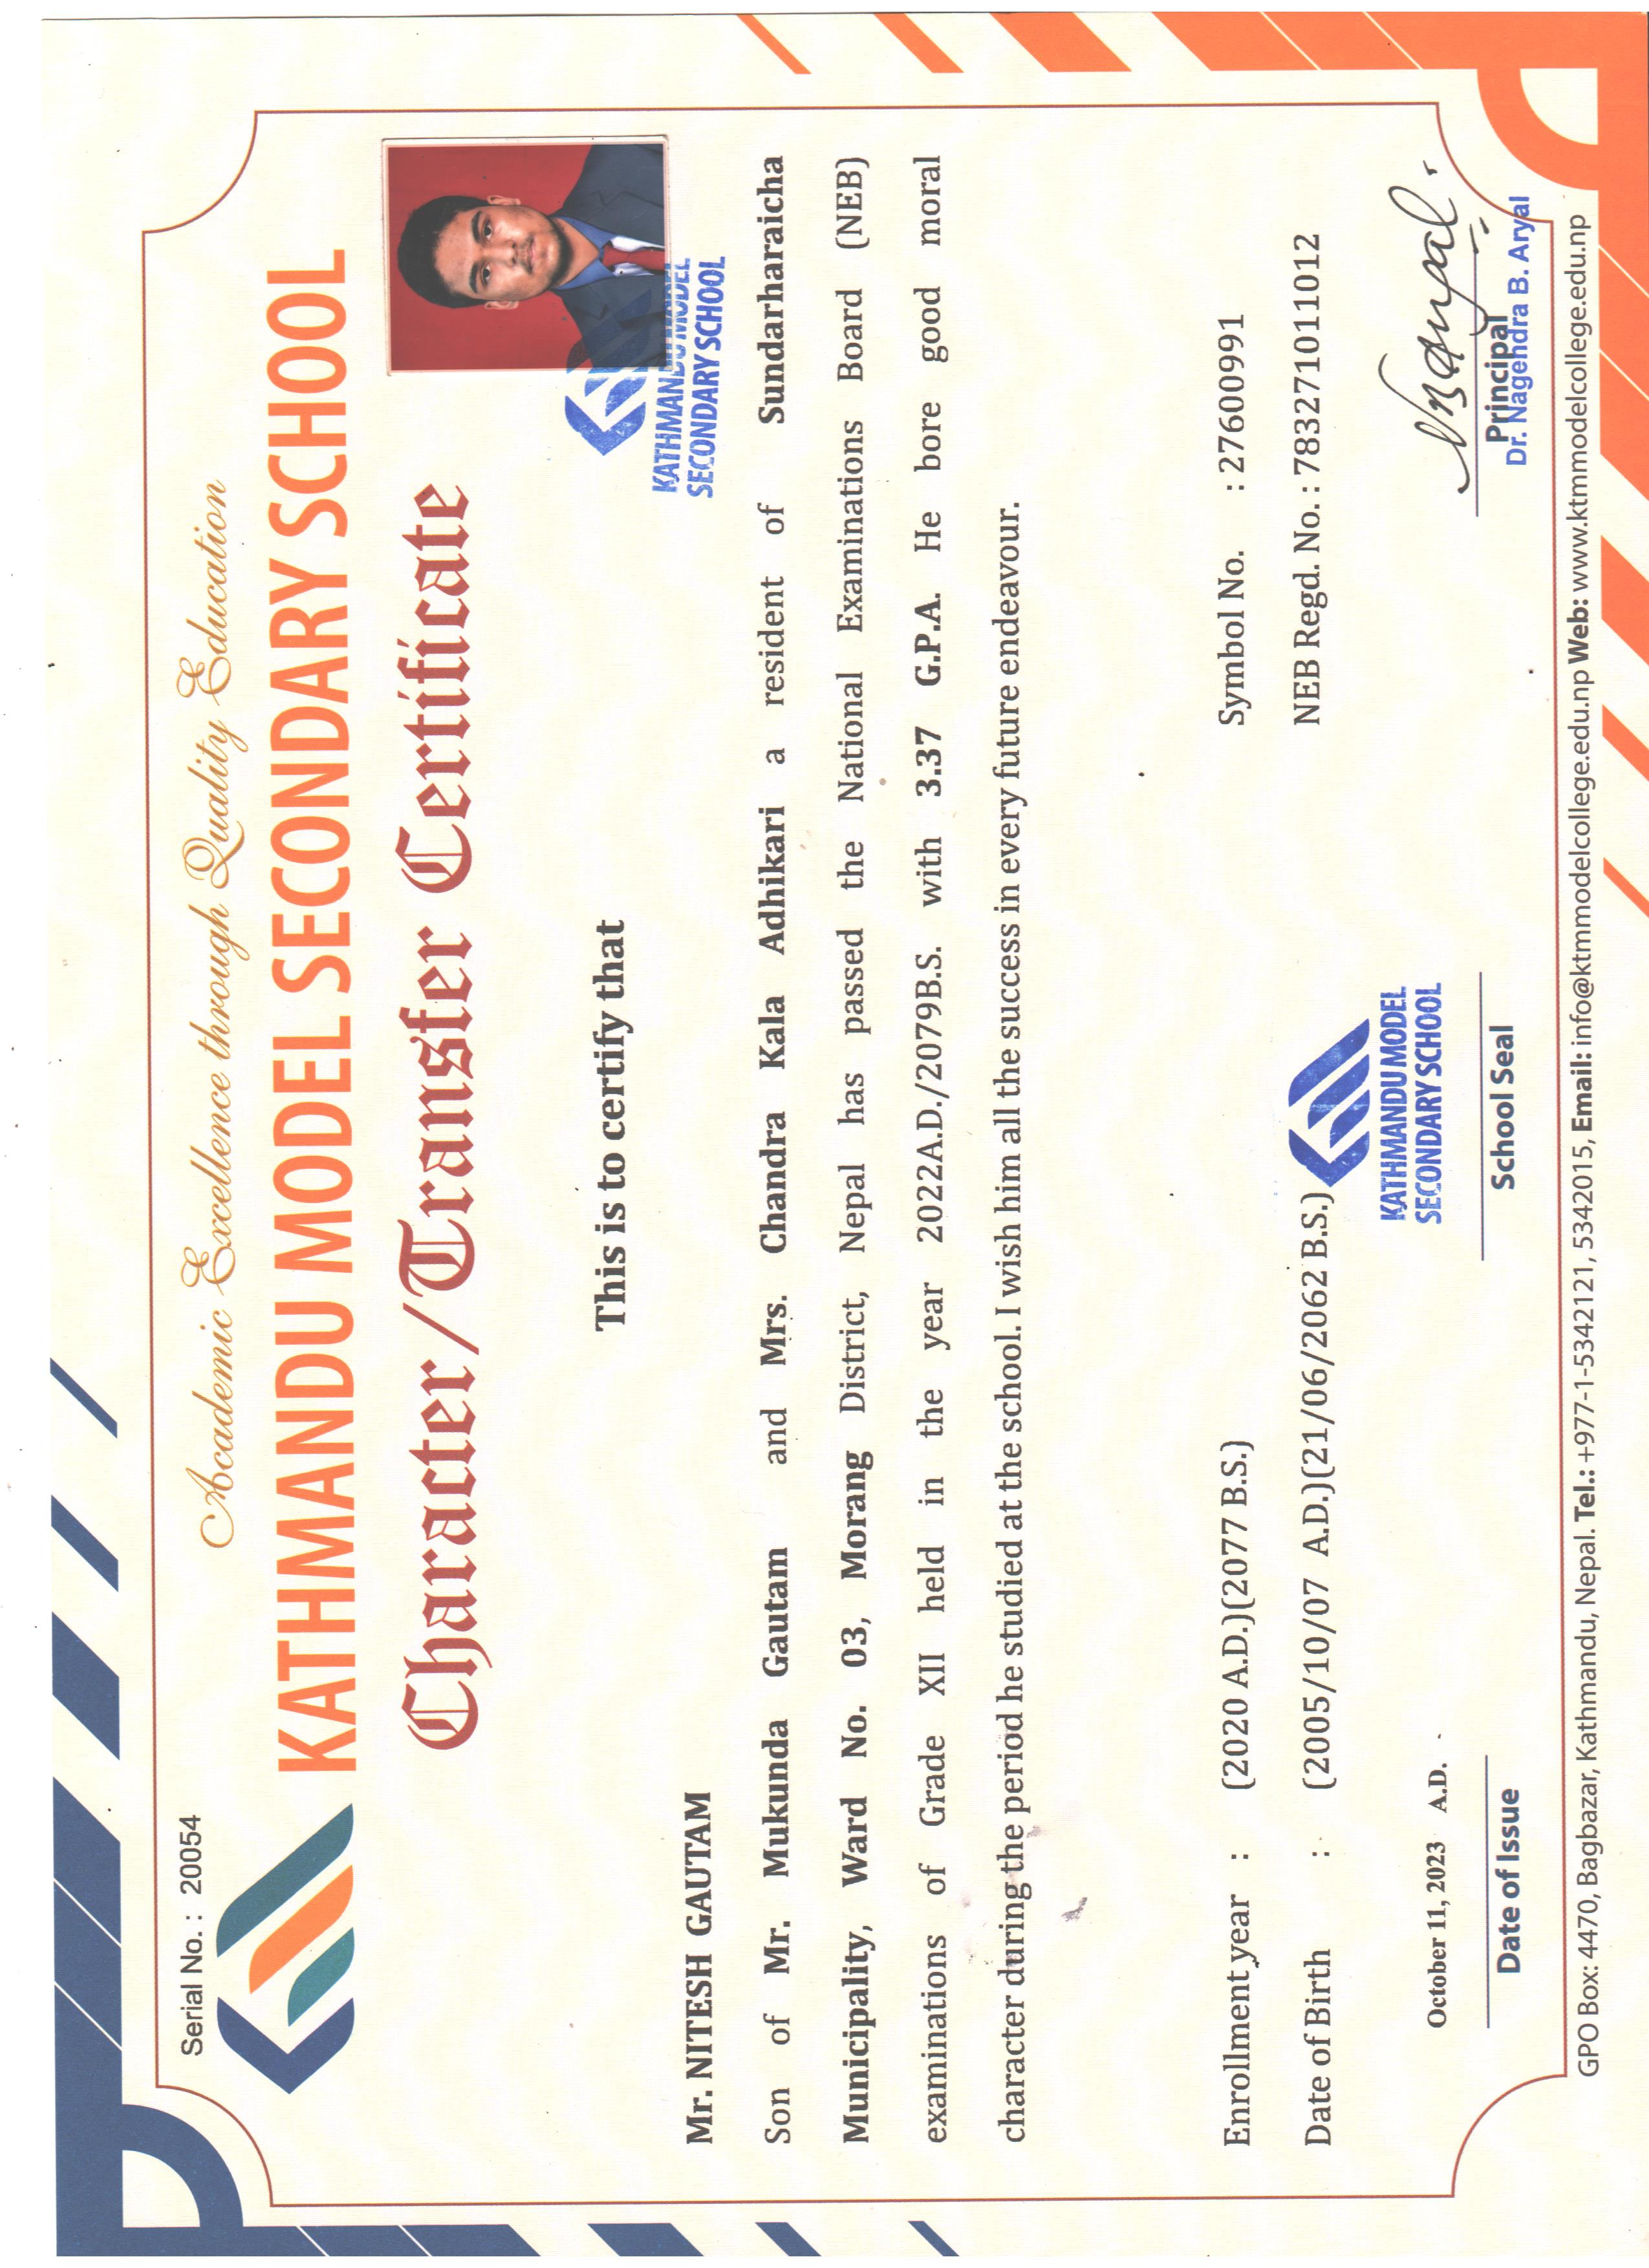 Serial No. : 20054
Academic Excellence through Quality Education
KATHMANDU MODEL SECONDARY SCHOOL
Character/Transfer Certificate
KATHMANDU MODEL
SECONDARY SCHOOL
This is to certify that
Mr. NITESH GAUTAM
Son of Mr. Mukunda Gautam and Mrs. Chandra Kala Adhikari a resident of Sundarharaicha
Municipality, Ward No. 03, Morang District, Nepal has passed the National Examinations Board (NEB)
examinations of Grade XII held in the year 2022A.D./2079B.S. with 3.37 G.P.A. He bore good moral
character during the period he studied at the school. I wish him all the success in every future endeavour.
Enrollment year : (2020 A.D.)(2077 B.S.) Symbol No. : 27600991
Date of Birth : (2005/10/07 A.D.)(21/06/2062 B.S.) NEB Regd. No. : 783271011012
KATHMANDU MODEL
SECONDARY SCHOOL
October 11, 2023 A.D.
Date of Issue
School Seal
Principal
Dr. Nagendra B. Aryal
GPO Box: 4470, Bagbazar, Kathmandu, Nepal. Tel.: +977-1-5342121, 5342015, Email: info@ktmmodelcollege.edu.np Web: www.ktmmodelcollege.edu.np